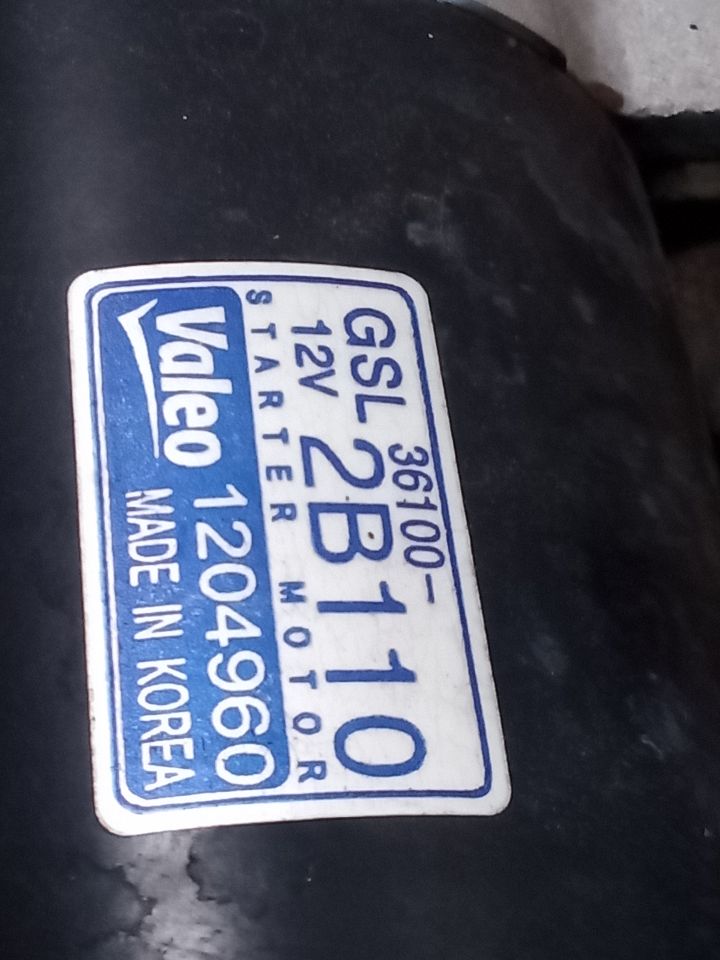 GSL 36100-
12V 2B110
STARTER MOTOR
Valeo 1204960
MADE IN KOREA